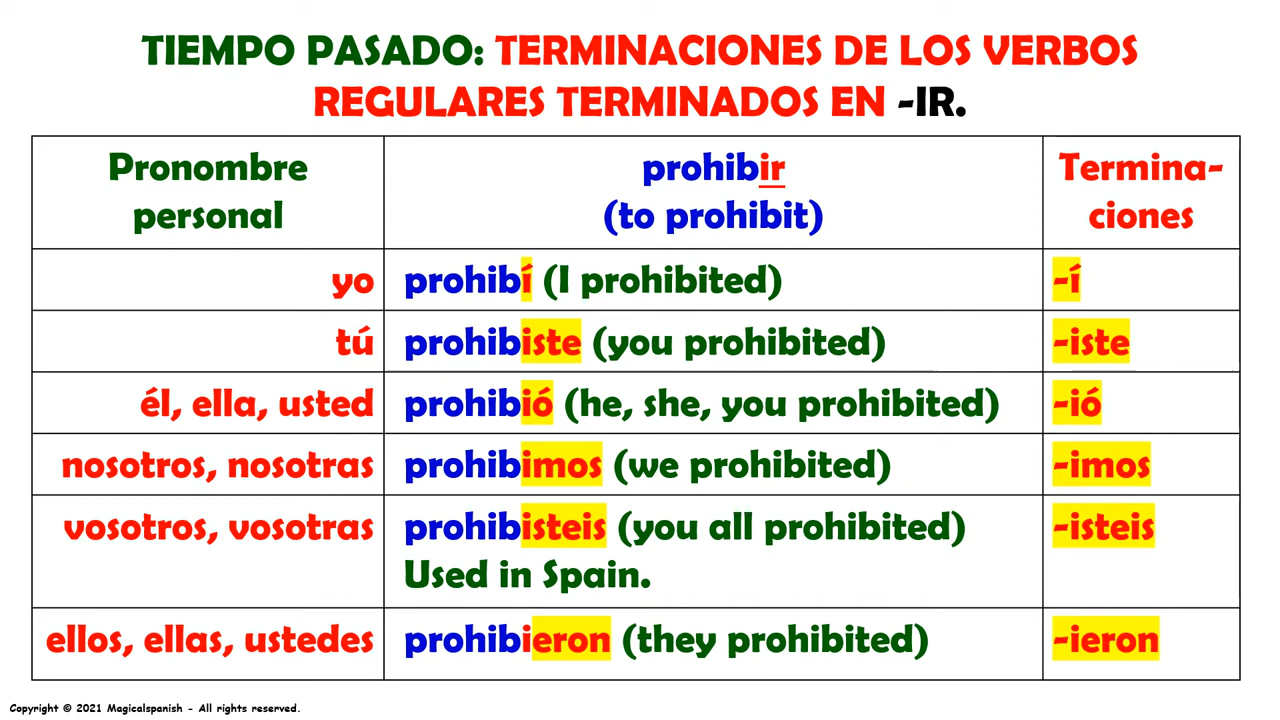 TIEMPO PASADO: TERMINACIONES DE LOS VERBOS
REGULARES TERMINADOS EN -IR.
Pronombre
personal
prohibir
(to prohibit)
Termina-
ciones
yo
prohibí (I prohibited)
-í
tú
prohibiste (you prohibited)
-iste
él, ella, usted
prohibió (he, she, you prohibited)
-ió
nosotros, nosotras
prohibimos (we prohibited)
-imos
vosotros, vosotras
prohibisteis (you all prohibited)
Used in Spain.
-isteis
ellos, ellas, ustedes
prohibieron (they prohibited)
-ieron
Copyright © 2021 Magicalspanish - All rights reserved.